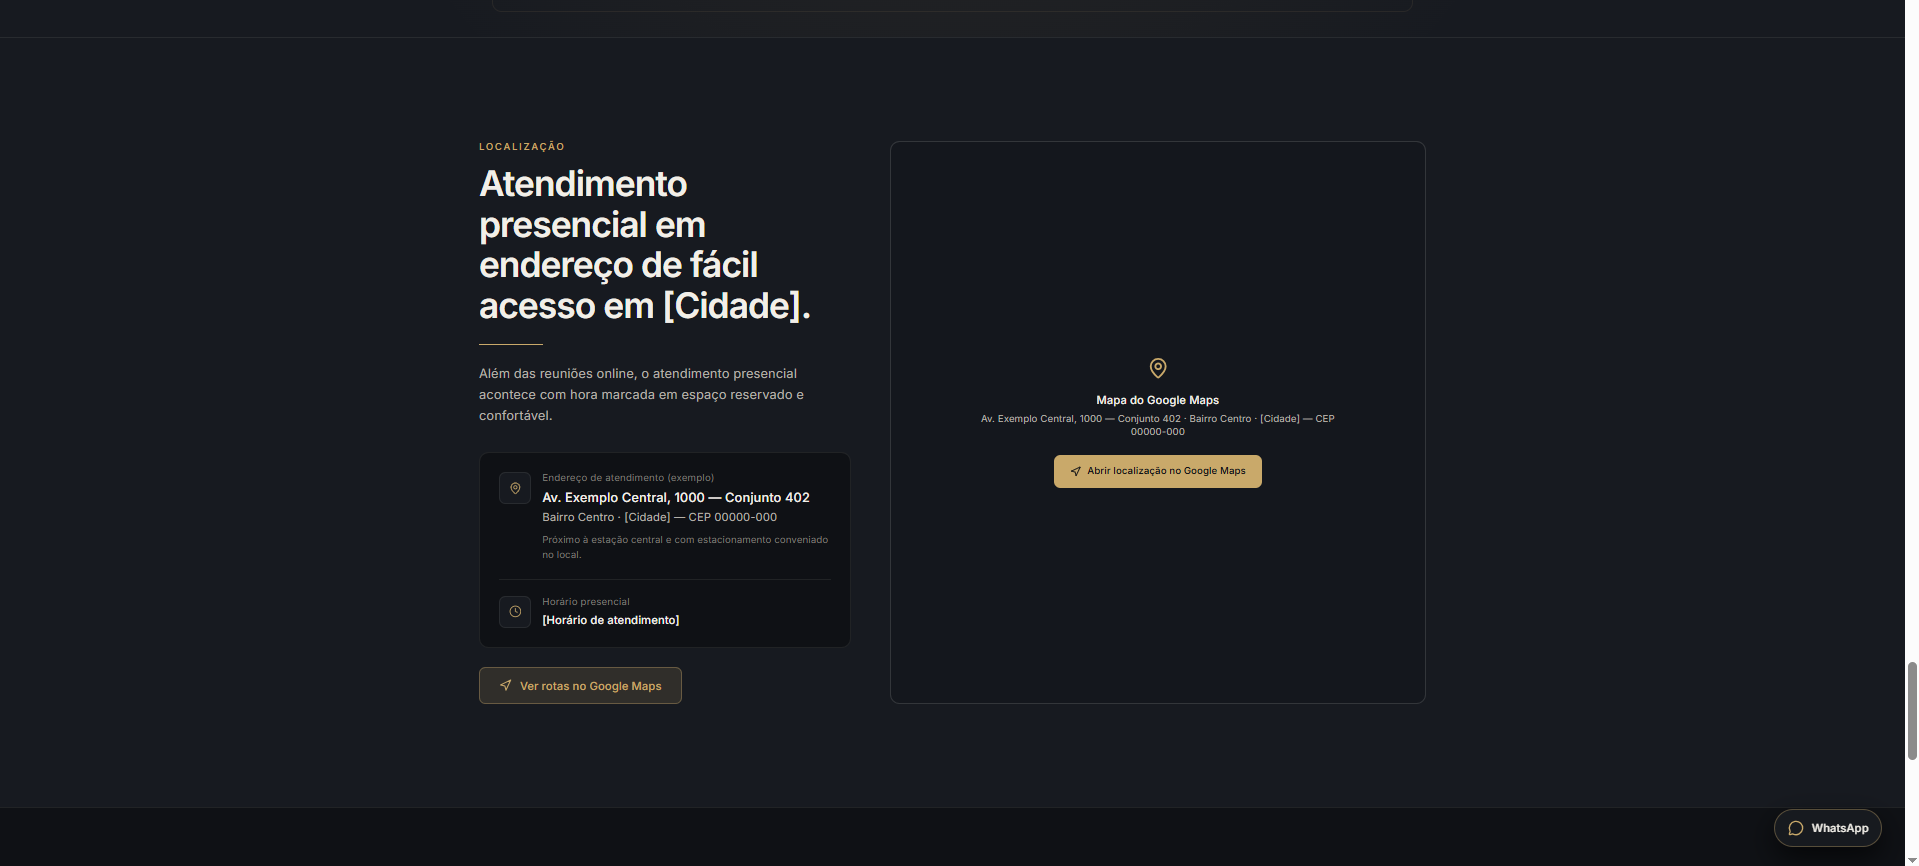 LOCALIZAÇÃO
Atendimento
presencial em
endereço de fácil
acesso em [Cidade].
Além das reuniões online, o atendimento presencial
acontece com hora marcada em espaço reservado e
confortável.
Endereço de atendimento (exemplo)
Av. Exemplo Central, 1000 — Conjunto 402
Bairro Centro · [Cidade] — CEP 00000-000
Próximo à estação central e com estacionamento conveniado
no local.
Horário presencial
[Horário de atendimento]
Ver rotas no Google Maps
Mapa do Google Maps
Av. Exemplo Central, 1000 — Conjunto 402 · Bairro Centro · [Cidade] — CEP
00000-000
Abrir localização no Google Maps
WhatsApp